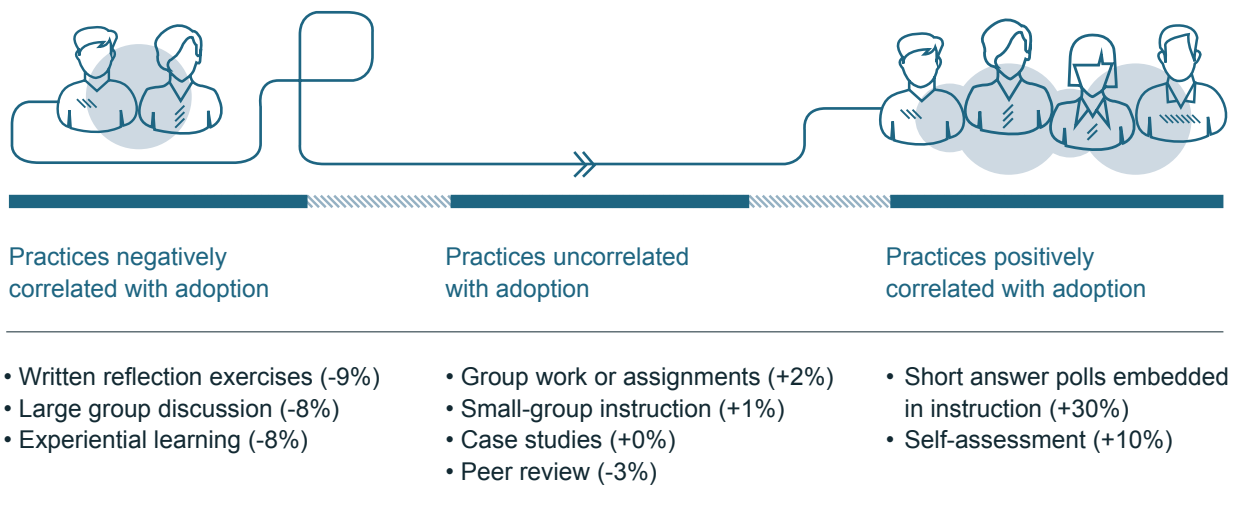 Practices negatively
correlated with adoption
Practices uncorrelated
with adoption
Practices positively
correlated with adoption
• Written reflection exercises (-9%)
• Large group discussion (-8%)
• Experiential learning (-8%)
• Group work or assignments (+2%)
• Small-group instruction (+1%)
• Case studies (+0%)
• Peer review (-3%)
• Short answer polls embedded
in instruction (+30%)
• Self-assessment (+10%)